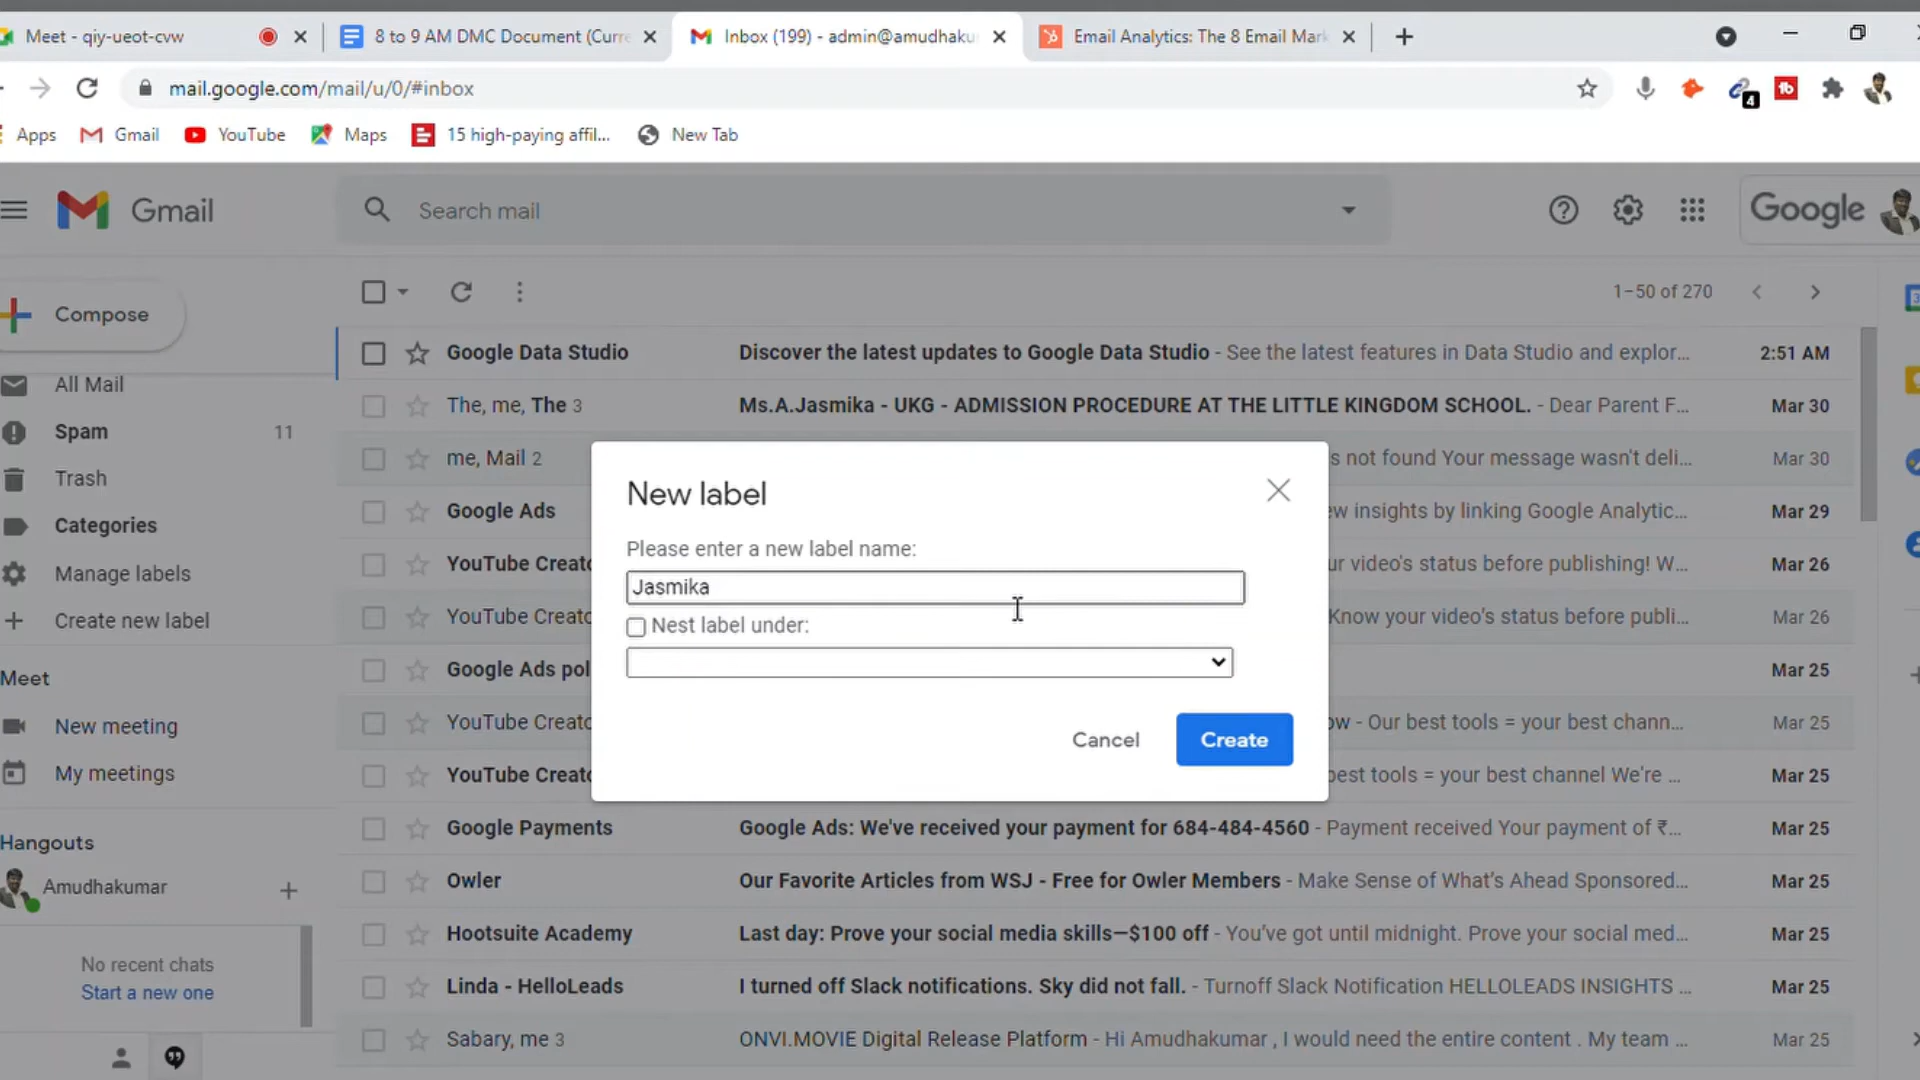 Meet - qiy-ueot-cvw
8 to 9 AM DMC Document (Curre
Inbox (199) - admin@amudhaku
Email Analytics: The 8 Email Mark
mail.google.com/mail/u/0/#inbox
4
Apps
Gmail
YouTube
Maps
15 high-paying affil...
New Tab
Gmail
Search mail
Google
Compose
1–50 of 270
Google Data Studio
Discover the latest updates to Google Data Studio - See the latest features in Data Studio and explor...
2:51 AM
All Mail
The, me, The 3
Ms.A.Jasmika - UKG - ADMISSION PROCEDURE AT THE LITTLE KINGDOM SCHOOL. - Dear Parent F...
Mar 30
Spam
11
me, Mail 2
s not found Your message wasn't deli...
Mar 30
Trash
New label
Google Ads
ew insights by linking Google Analytic...
Mar 29
Categories
Please enter a new label name:
YouTube Creato
ur video's status before publishing! W...
Mar 26
Manage labels
Jasmika
YouTube Creato
Know your video's status before publi...
Mar 26
Create new label
Nest label under:
Google Ads pol
Mar 25
Meet
YouTube Creato
ow - Our best tools = your best chann...
Mar 25
New meeting
Cancel
Create
YouTube Creato
best tools = your best channel We're ...
Mar 25
My meetings
Google Payments
Google Ads: We've received your payment for 684-484-4560 - Payment received Your payment of ₹...
Mar 25
Hangouts
Owler
Our Favorite Articles from WSJ - Free for Owler Members - Make Sense of What's Ahead Sponsored...
Mar 25
Amudhakumar
Hootsuite Academy
Last day: Prove your social media skills—$100 off - You've got until midnight. Prove your social med...
Mar 25
No recent chats
Start a new one
Linda - HelloLeads
I turned off Slack notifications. Sky did not fall. - Turnoff Slack Notification HELLOLEADS INSIGHTS ...
Mar 25
Sabary, me 3
ONVI.MOVIE Digital Release Platform - Hi Amudhakumar , I would need the entire content . My team ...
Mar 25